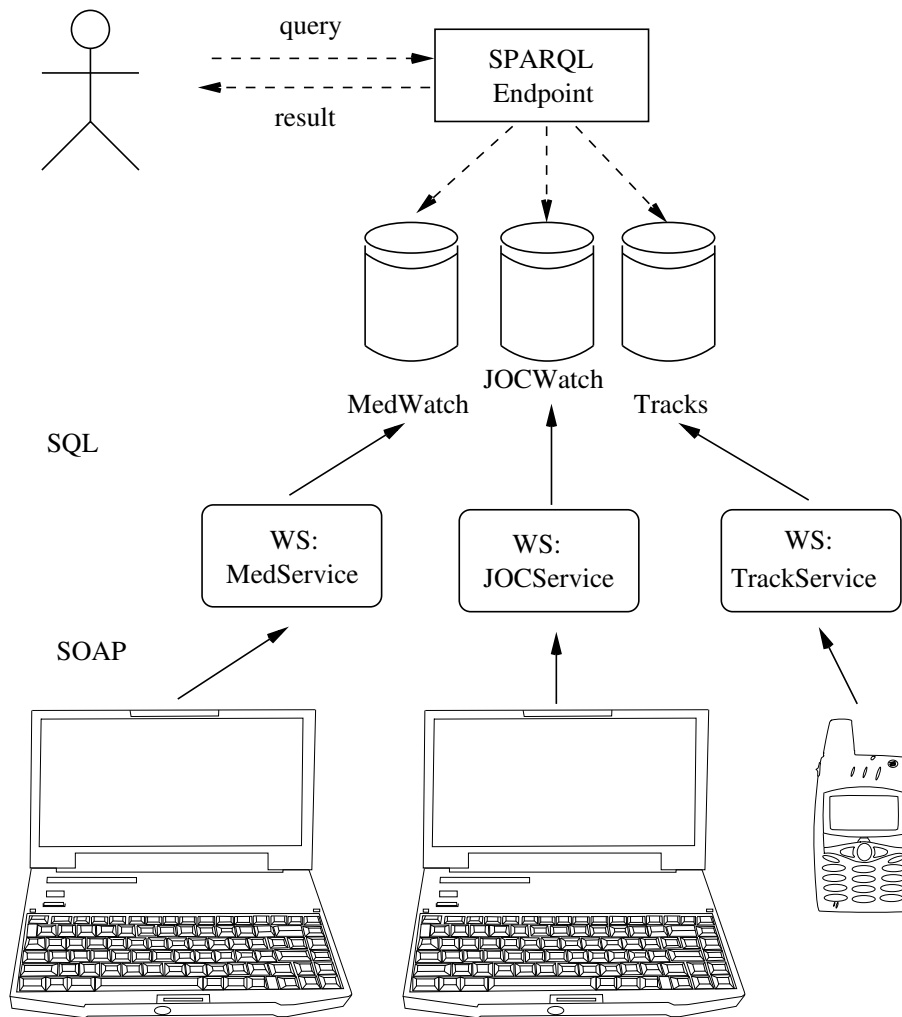 query
SPARQL
Endpoint
result
JOCWatch
MedWatch
Tracks
SQL
WS:
MedService
WS:
JOCService
WS:
TrackService
SOAP